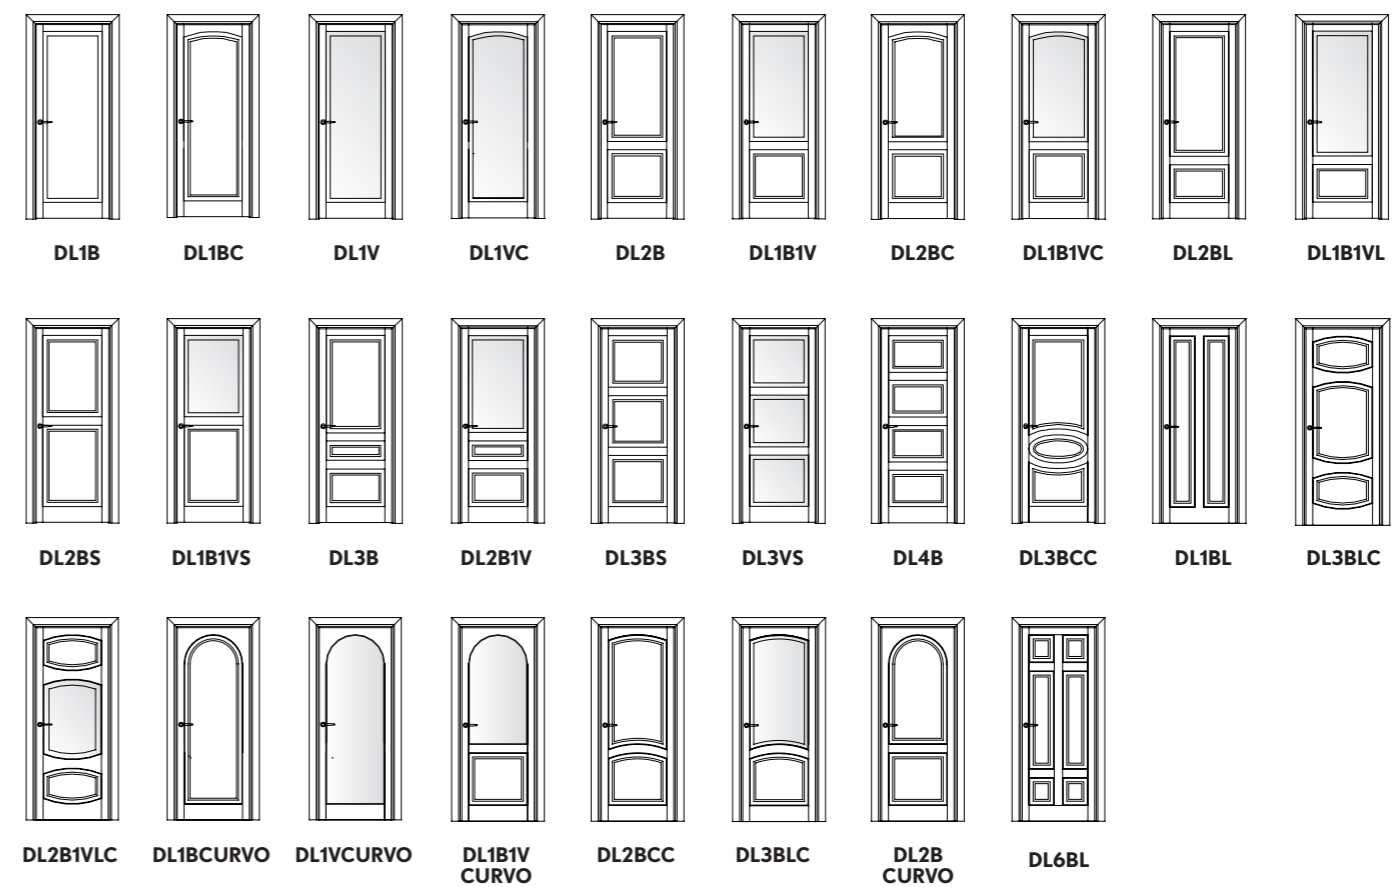 DL1B DL1BC DL1V DL1VC DL2B DL1B1V DL2BC DL1B1VC DL2BL DL1B1VL
DL2BS DL1B1VS DL3B DL2B1V DL3BS DL3VS DL4B DL3BCC DL1BL DL3BLC
DL2B1VLC DL1BCURVO DL1VCURVO DL1B1V DL2BCC DL3BLC DL2B DL6BL
CURVO CURVO